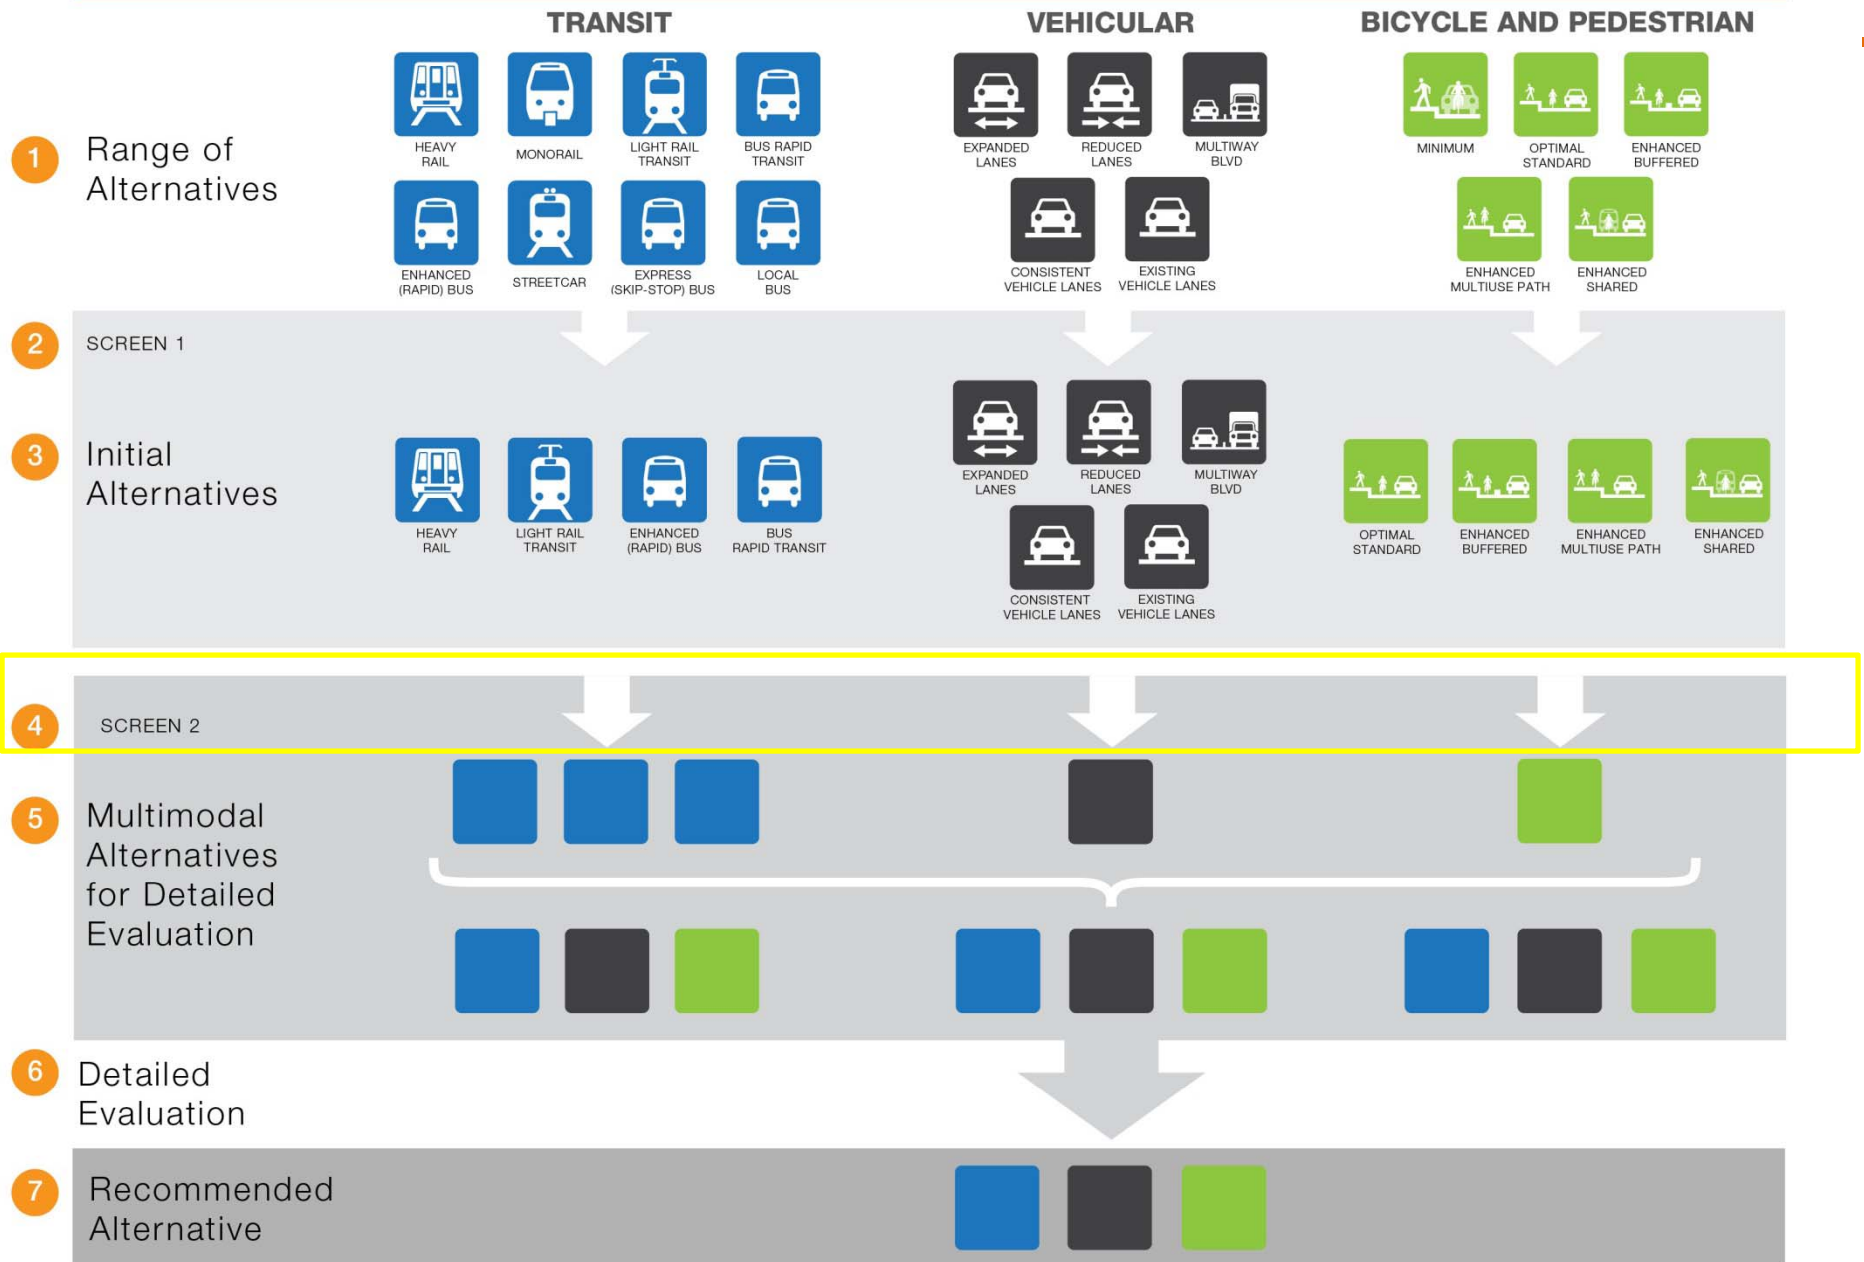 TRANSIT
VEHICULAR
BICYCLE AND PEDESTRIAN
1
Range of
Alternatives
HEAVY
RAIL
MONORAIL
LIGHT RAIL
TRANSIT
BUS RAPID
TRANSIT
EXPANDED
LANES
REDUCED
LANES
MULTIWAY
BLVD
MINIMUM
OPTIMAL
STANDARD
ENHANCED
BUFFERED
ENHANCED
(RAPID) BUS
STREETCAR
EXPRESS
(SKIP-STOP) BUS
LOCAL
BUS
CONSISTENT
VEHICLE LANES
EXISTING
VEHICLE LANES
ENHANCED
MULTIUSE PATH
ENHANCED
SHARED
2
SCREEN 1
3
Initial
Alternatives
HEAVY
RAIL
LIGHT RAIL
TRANSIT
ENHANCED
(RAPID) BUS
BUS
RAPID TRANSIT
EXPANDED
LANES
REDUCED
LANES
MULTIWAY
BLVD
CONSISTENT
VEHICLE LANES
EXISTING
VEHICLE LANES
OPTIMAL
STANDARD
ENHANCED
BUFFERED
ENHANCED
MULTIUSE PATH
ENHANCED
SHARED
4
SCREEN 2
5
Multimodal
Alternatives
for Detailed
Evaluation
6
Detailed
Evaluation
7
Recommended
Alternative